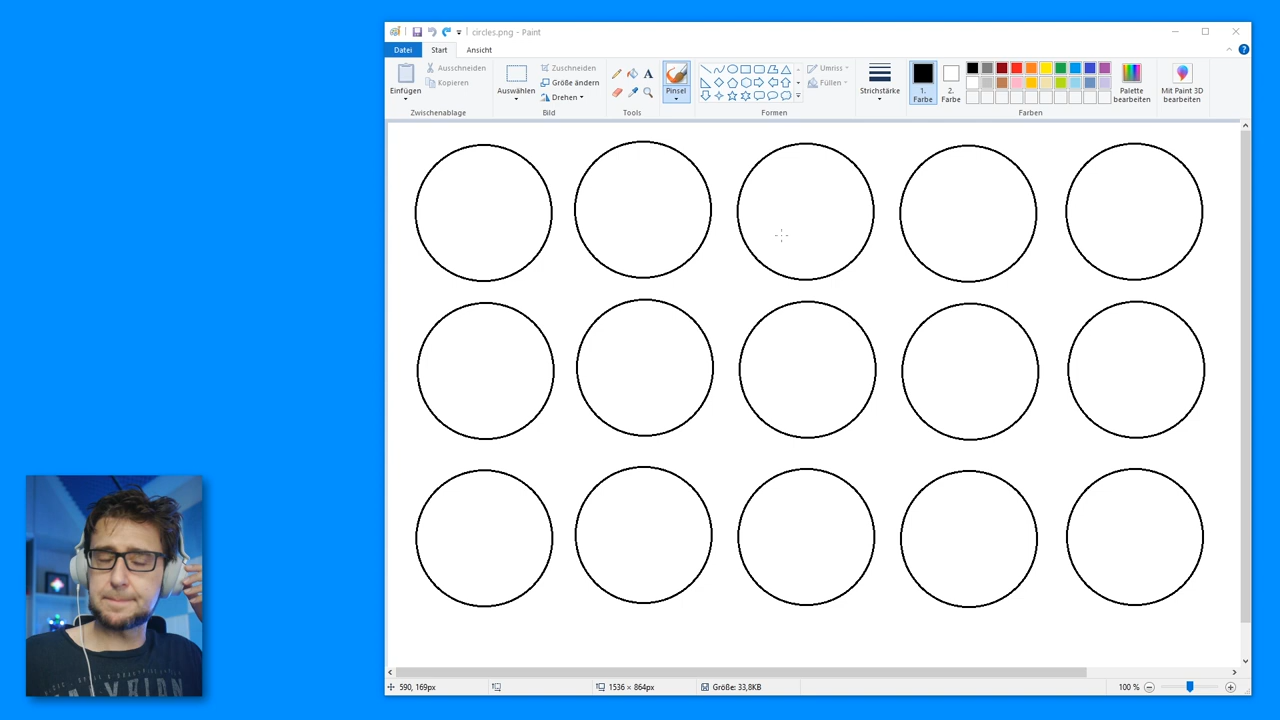 circles.png - Paint
Datei Start Ansicht
Einfügen
Ausschneiden
Kopieren
Zwischenablage
Auswählen
Zuschneiden
Größe ändern
Drehen
Bild
A
Tools
Pinsel
Umriss
Füllen
Formen
Strichstärke
1.
Farbe
2.
Farbe
Palette
bearbeiten
Farben
Mit Paint 3D
bearbeiten
590, 169px
1536 × 864px
Größe: 33,8KB
100 %